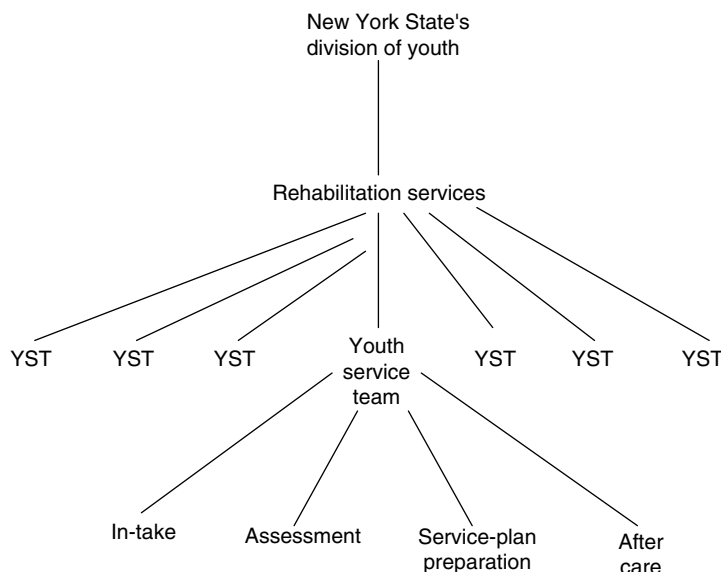 New York State's
division of youth
Rehabilitation services
YST
YST
YST
Youth
service
team
YST
YST
YST
In-take
Assessment
Service-plan
preparation
After
care